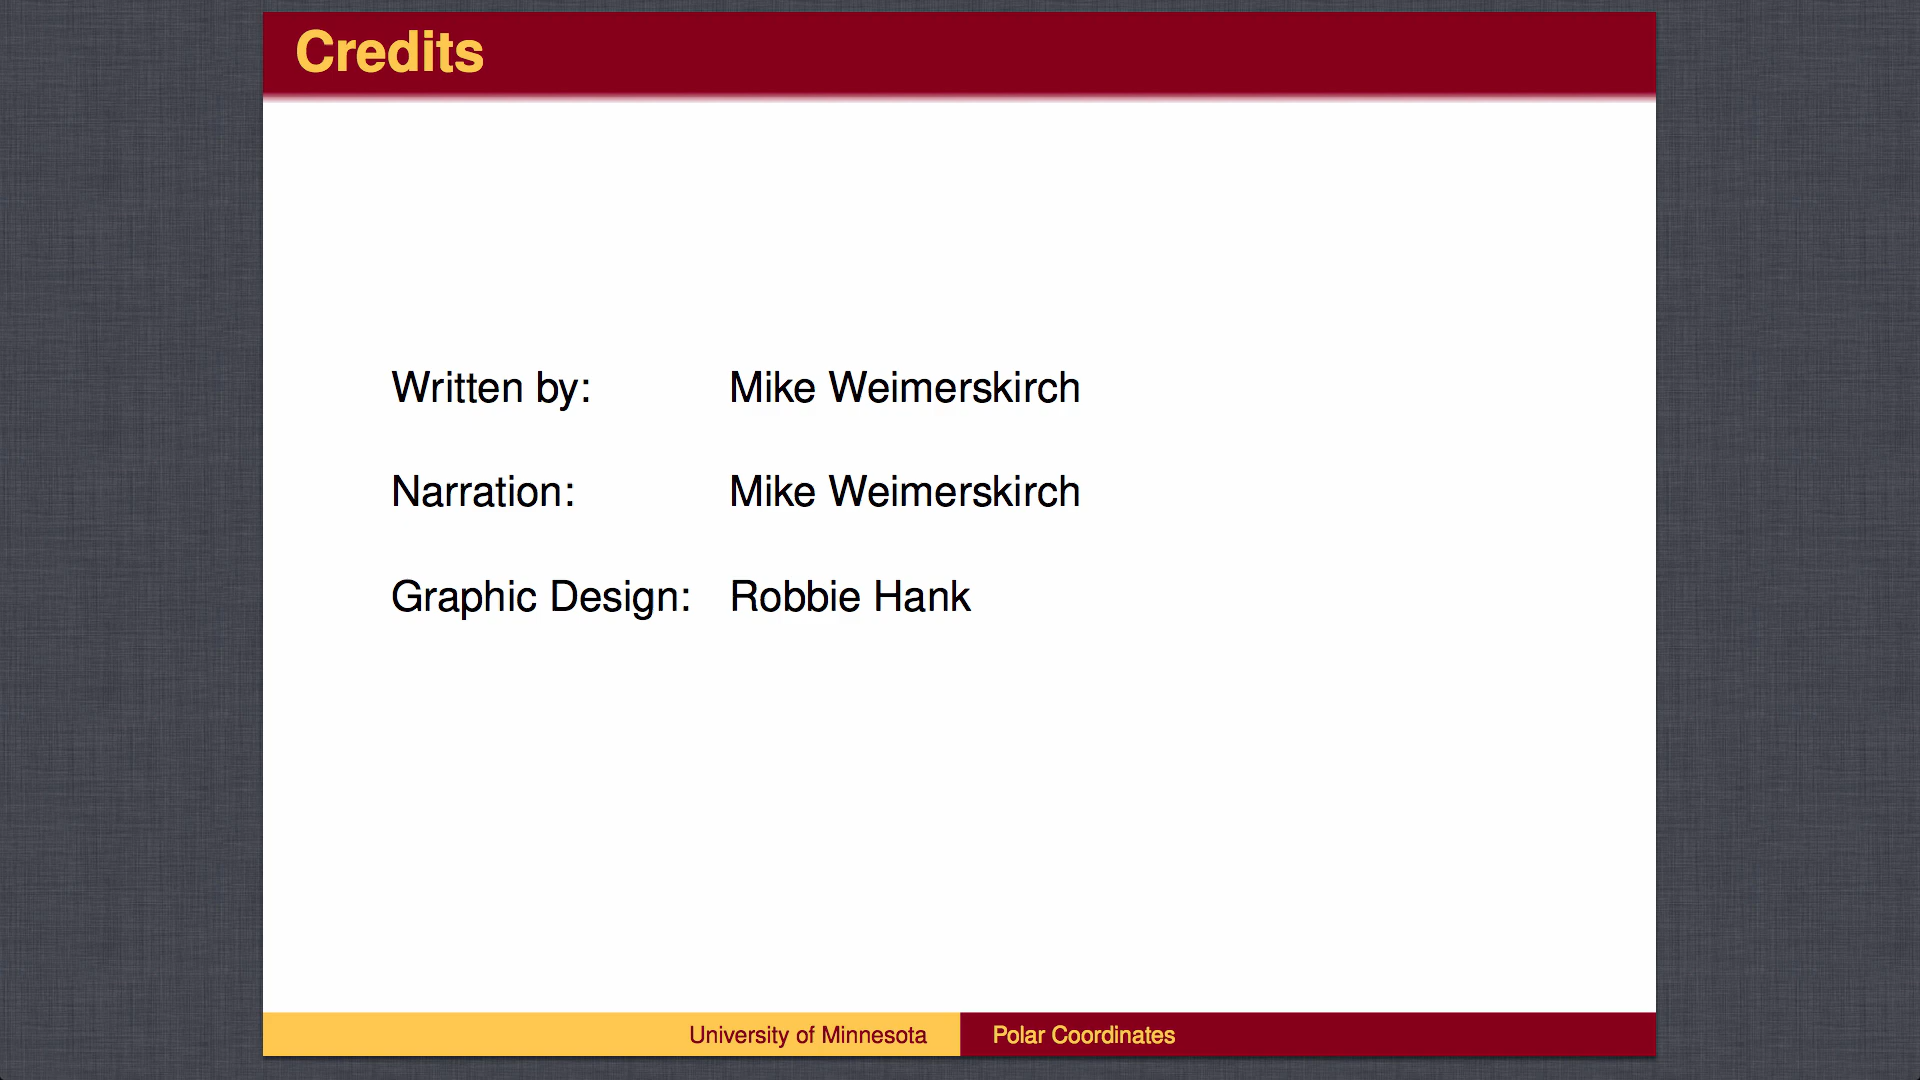 Credits
Written by: Mike Weimerskirch
Narration: Mike Weimerskirch
Graphic Design: Robbie Hank
University of Minnesota Polar Coordinates